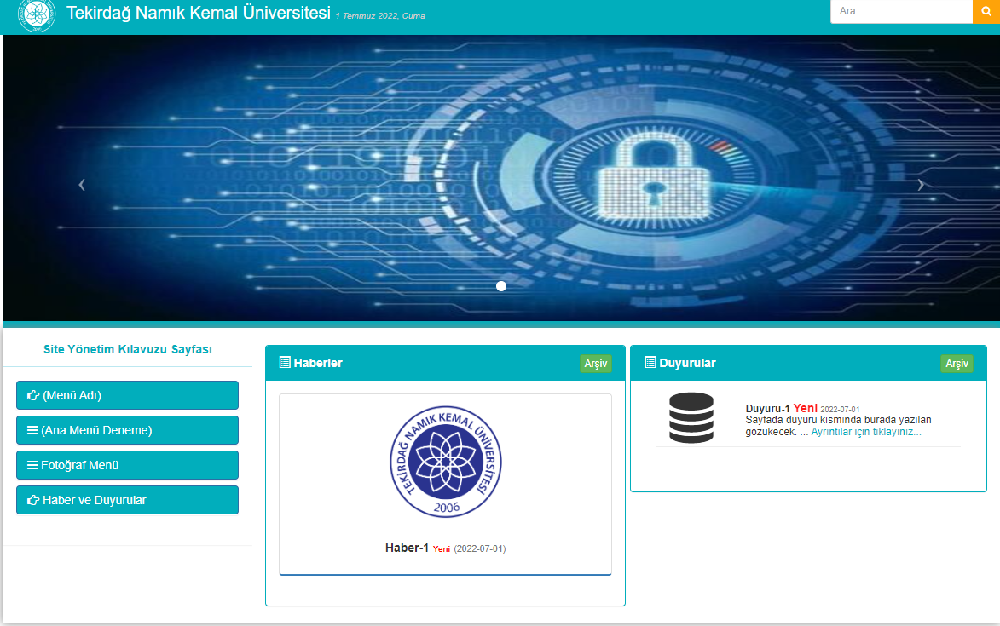 Tekirdağ Namık Kemal Üniversitesi 1 Temmuz 2022, Cuma
Ara
Site Yönetim Kılavuzu Sayfası
(Menü Adı)
(Ana Menü Deneme)
Fotoğraf Menü
Haber ve Duyurular
Haberler Arşiv
TEKİRDAĞ NAMIK KEMAL ÜNİVERSİTESİ
2006
Haber-1 Yeni (2022-07-01)
Duyurular Arşiv
Duyuru-1 Yeni 2022-07-01
Sayfada duyuru kısmında burada yazılan
gözükecek. ... Ayrıntılar için tıklayınız...